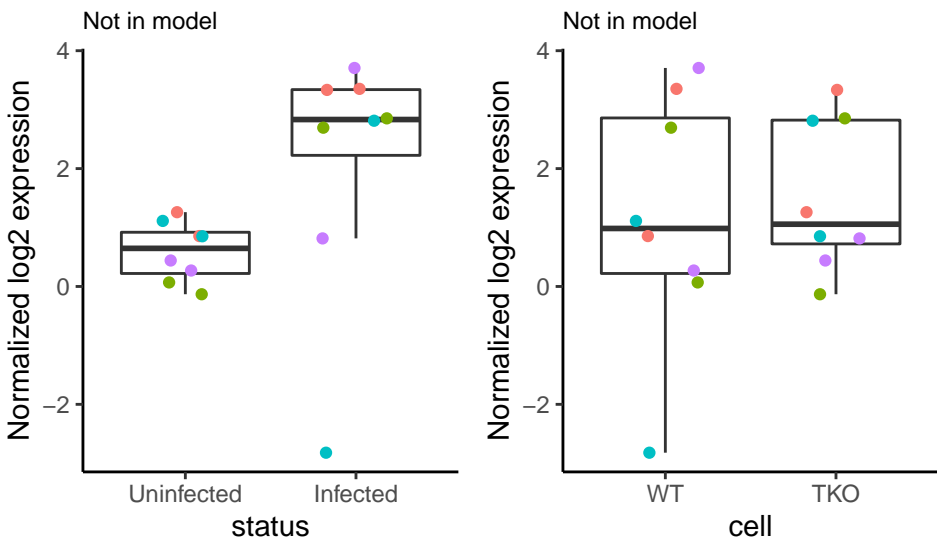 Not in model
Normalized log2 expression
4
2
0
−2
Uninfected
Infected
status
Not in model
Normalized log2 expression
4
2
0
−2
WT
TKO
cell